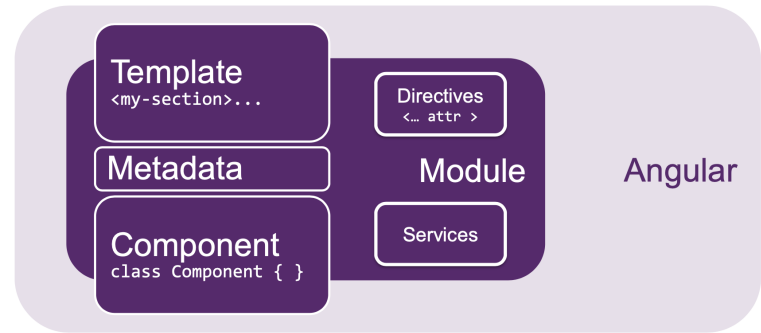 Template
<my-section>...
Metadata
Component
class Component { }
Directives
<… attr >
Module
Services
Angular